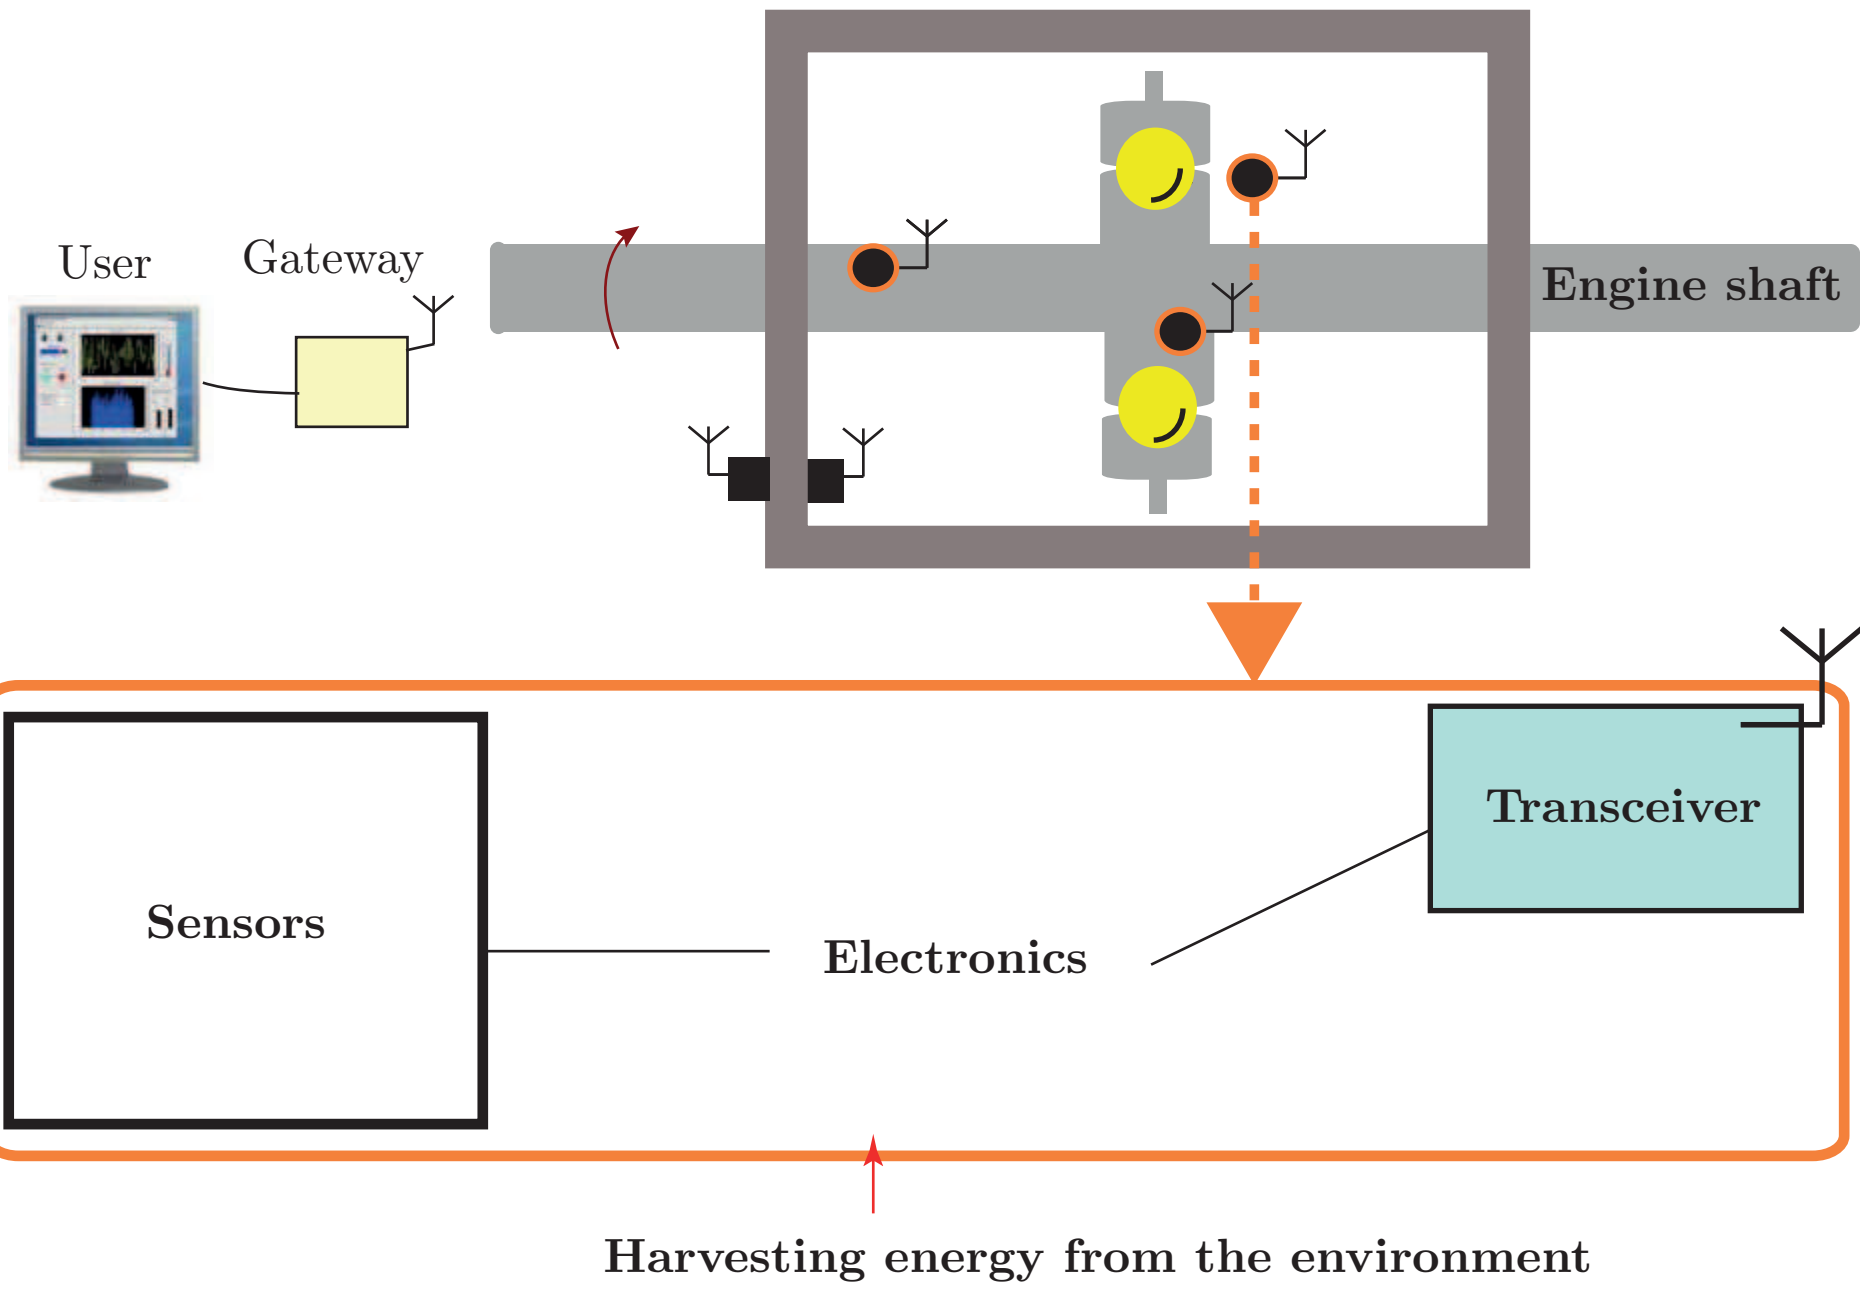 User
Gateway
Engine shaft
Transceiver
Sensors
Electronics
Harvesting energy from the environment